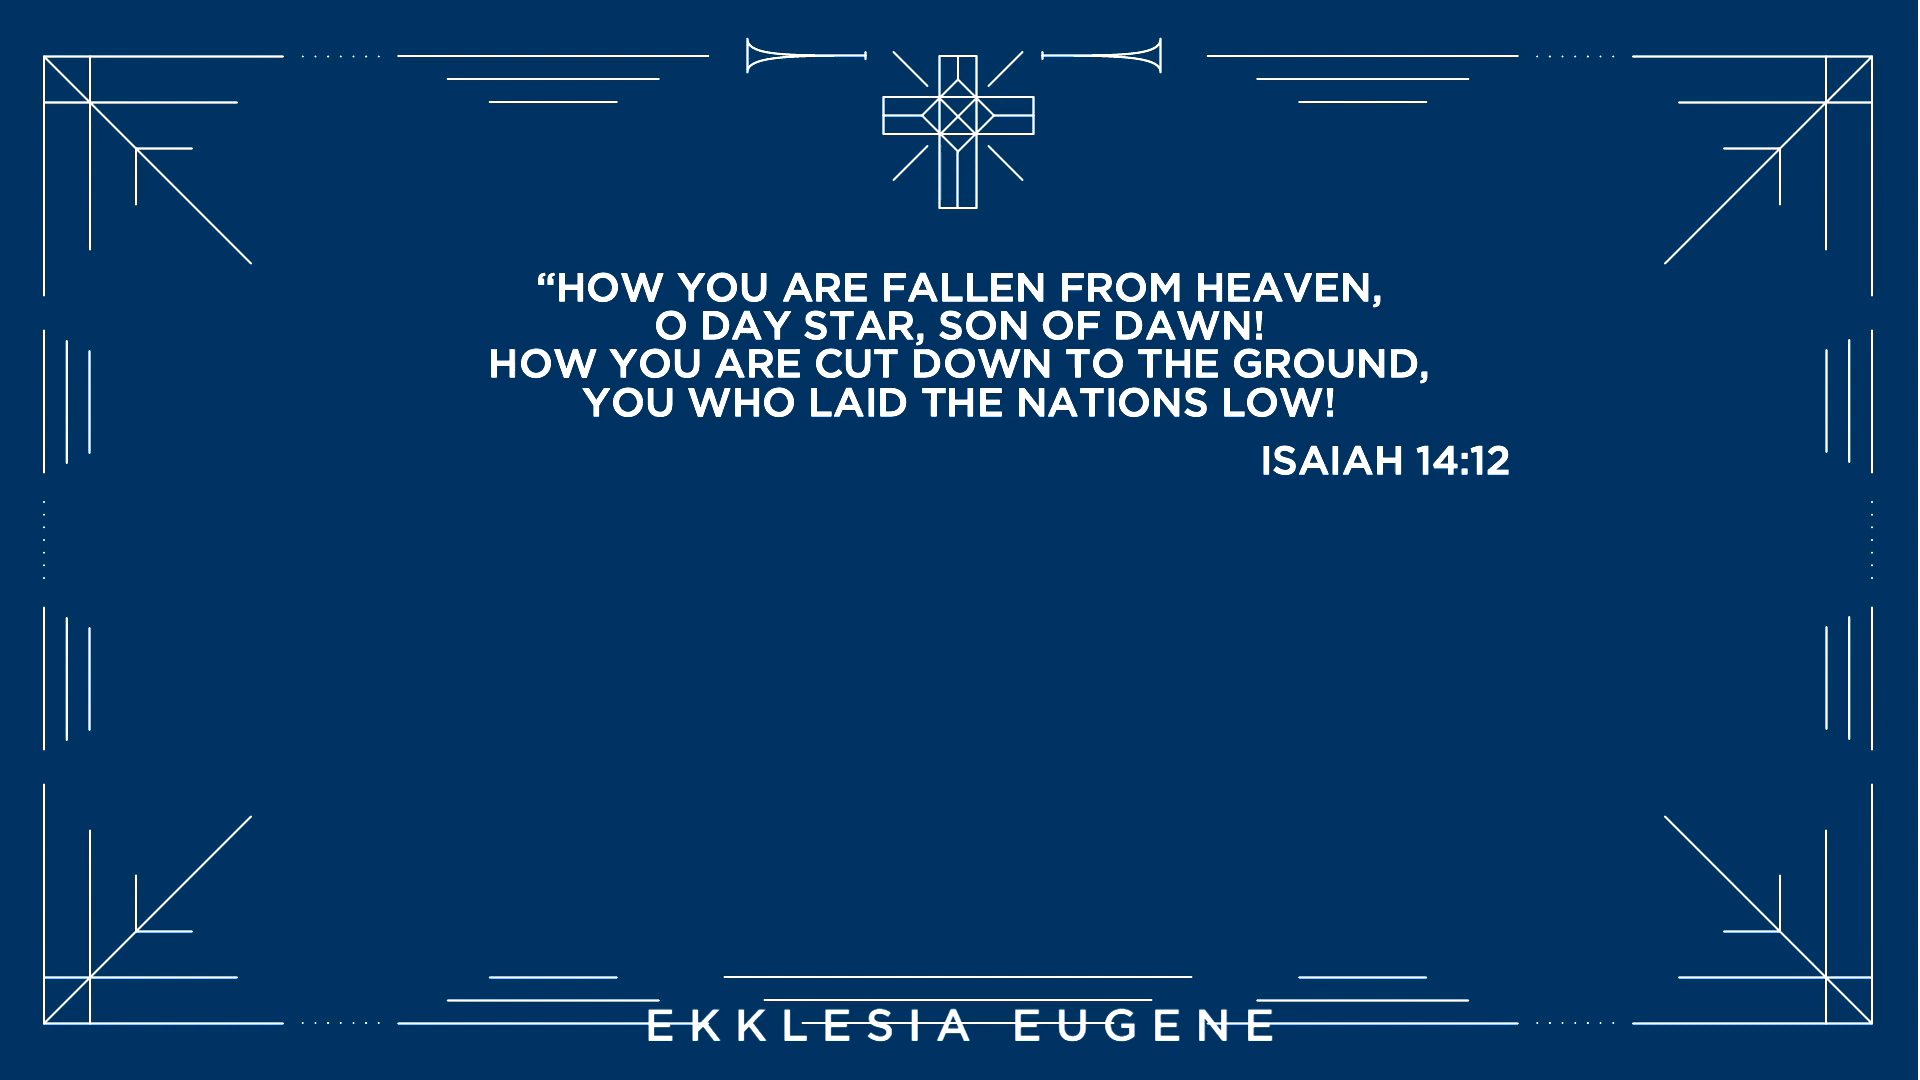 “HOW YOU ARE FALLEN FROM HEAVEN,
O DAY STAR, SON OF DAWN!
HOW YOU ARE CUT DOWN TO THE GROUND,
YOU WHO LAID THE NATIONS LOW!
ISAIAH 14:12
EKKLESIA EUGENE